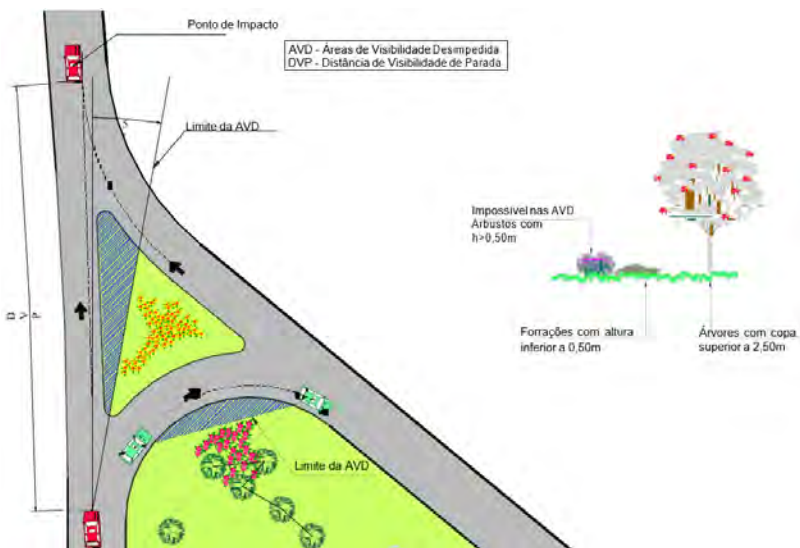 Ponto de Impacto
AVD - Áreas de Visibilidade Desimpedida
DVP - Distância de Visibilidade de Parada
Limite da AVD
5
D
V
P
Impossível nas AVD
Arbustos com
h>0,50m
Forrações com altura
inferior a 0,50m
Árvores com copa
superior a 2,50m
Limite da AVD